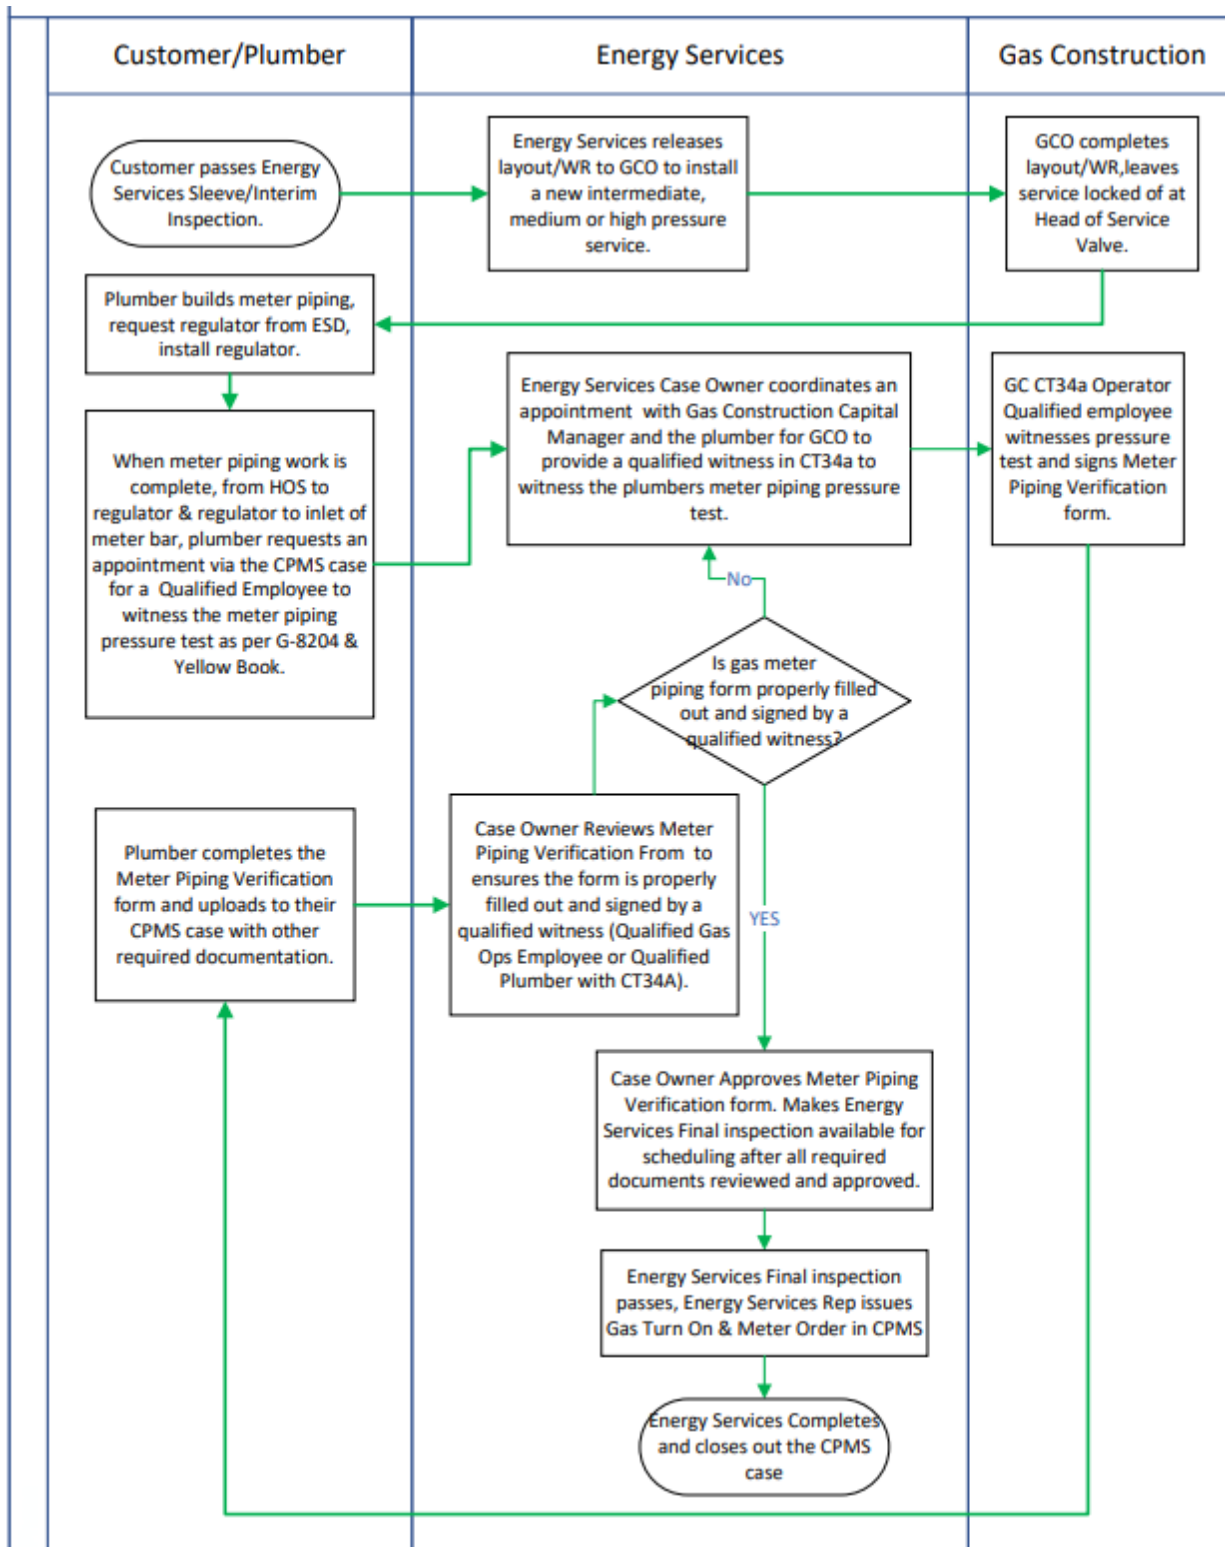 Customer/Plumber
Energy Services
Gas Construction
Customer passes Energy
Services Sleeve/Interim
Inspection.
Energy Services releases
layout/WR to GCO to install
a new intermediate,
medium or high pressure
service.
GCO completes
layout/WR,leaves
service locked of at
Head of Service
Valve.
Plumber builds meter piping,
request regulator from ESD,
install regulator.
When meter piping work is
complete, from HOS to
regulator & regulator to inlet of
meter bar, plumber requests an
appointment via the CPMS case
for a Qualified Employee to
witness the meter piping
pressure test as per G-8204 &
Yellow Book.
Energy Services Case Owner coordinates an
appointment with Gas Construction Capital
Manager and the plumber for GCO to
provide a qualified witness in CT34a to
witness the plumbers meter piping pressure
test.
GC CT34a Operator
Qualified employee
witnesses pressure
test and signs Meter
Piping Verification
form.
No
Is gas meter
piping form properly filled
out and signed by a
qualified witness?
Plumber completes the
Meter Piping Verification
form and uploads to their
CPMS case with other
required documentation.
Case Owner Reviews Meter
Piping Verification From to
ensures the form is properly
filled out and signed by a
qualified witness (Qualified Gas
Ops Employee or Qualified
Plumber with CT34A).
YES
Case Owner Approves Meter Piping
Verification form. Makes Energy
Services Final inspection available for
scheduling after all required
documents reviewed and approved.
Energy Services Final inspection
passes, Energy Services Rep issues
Gas Turn On & Meter Order in CPMS
Energy Services Completes
and closes out the CPMS
case